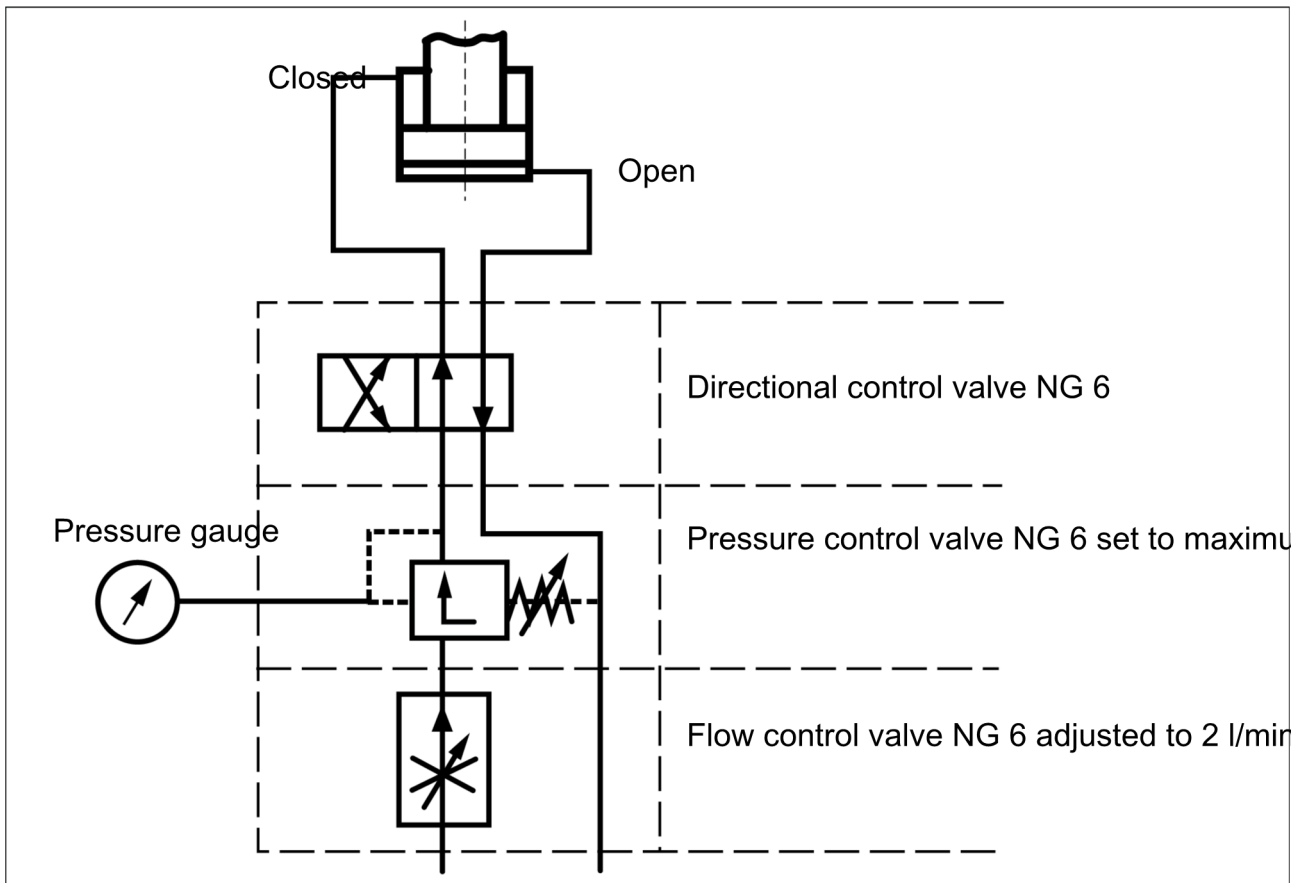 Closed
Open
Directional control valve NG 6
Pressure gauge
Pressure control valve NG 6 set to maximu
Flow control valve NG 6 adjusted to 2 l/min